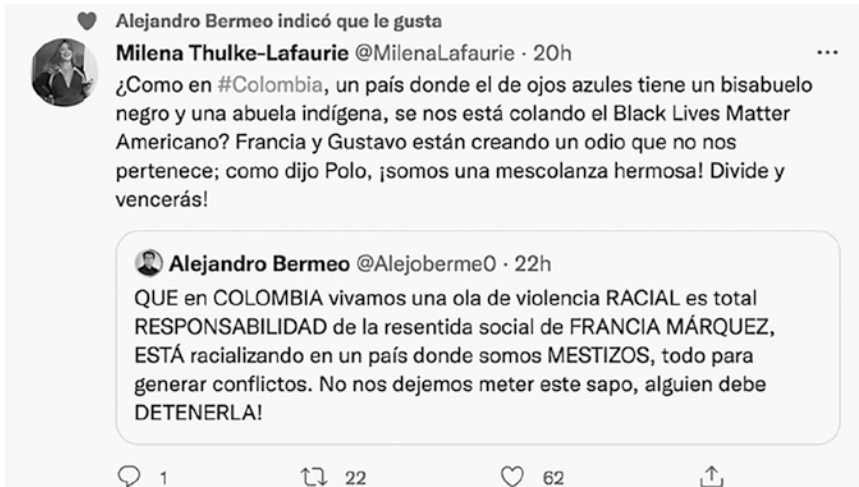 Alejandro Bermeo indicó que le gusta
Milena Thulke-Lafaurie @MilenaLafaurie · 20h
¿Como en #Colombia, un país donde el de ojos azules tiene un bisabuelo
negro y una abuela indígena, se nos está colando el Black Lives Matter
Americano? Francia y Gustavo están creando un odio que no nos
pertenece; como dijo Polo, ¡somos una mescolanza hermosa! Divide y
vencerás!
Alejandro Bermeo @Alejoberme0 · 22h
QUE en COLOMBIA vivamos una ola de violencia RACIAL es total
RESPONSABILIDAD de la resentida social de FRANCIA MÁRQUEZ,
ESTÁ racializando en un país donde somos MESTIZOS, todo para
generar conflictos. No nos dejemos meter este sapo, alguien debe
DETENERLA!
1 22 62